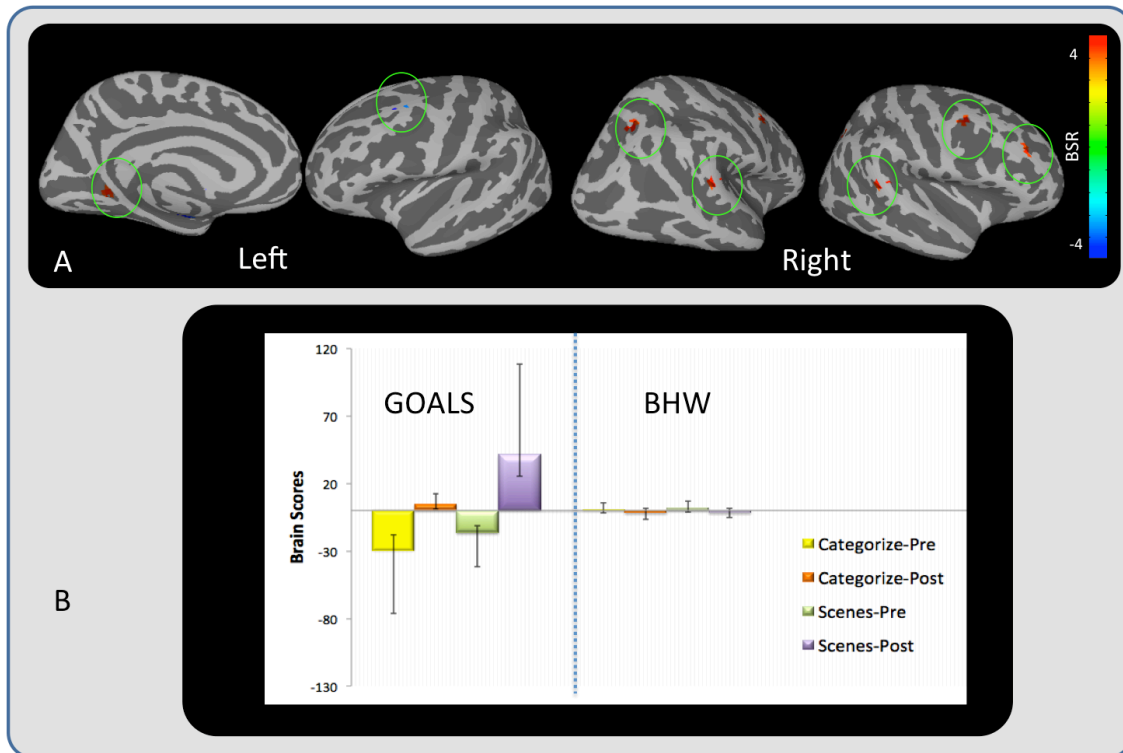 4
BSR
-4
A
Left
Right
120
70
20
-30
-80
-130
Brain Scores
GOALS
BHW
Categorize-Pre
Categorize-Post
Scenes-Pre
Scenes-Post
B